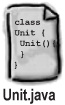 class
Unit {
Unit()
}
}
Unit.java